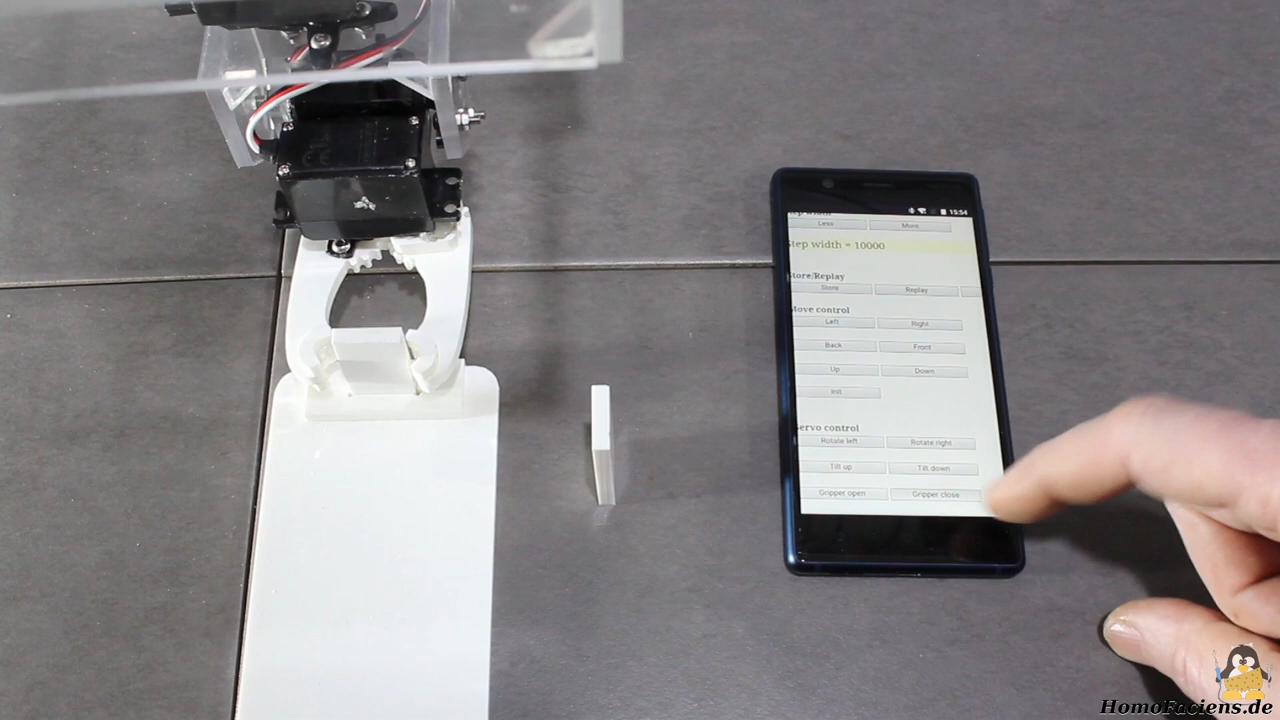 15:54
Less More
Step width = 10000
Store/Replay
Store Replay
Move control
Left Right
Back Front
Up Down
Init
Servo control
Rotate left Rotate right
Tilt up Tilt down
Gripper open Gripper close
HomoFaciens.de